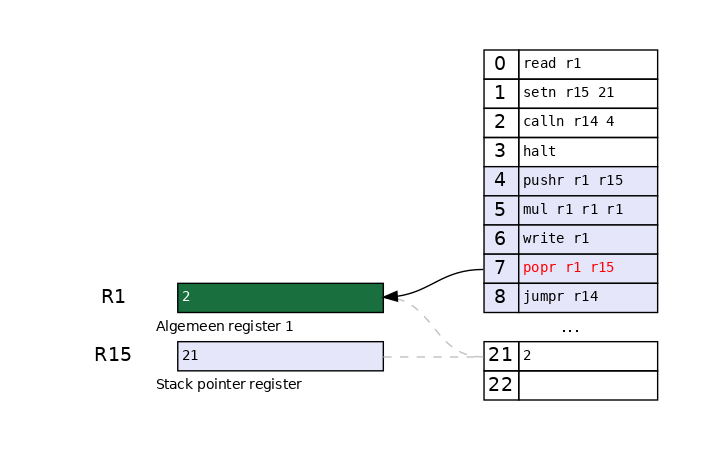 0 read r1
1 setn r15 21
2 calln r14 4
3 halt
4 pushr r1 r15
5 mul r1 r1 r1
6 write r1
7 popr r1 r15
8 jumpr r14
R1 2
Algemeen register 1
...
R15 21
Stack pointer register
21 2
22